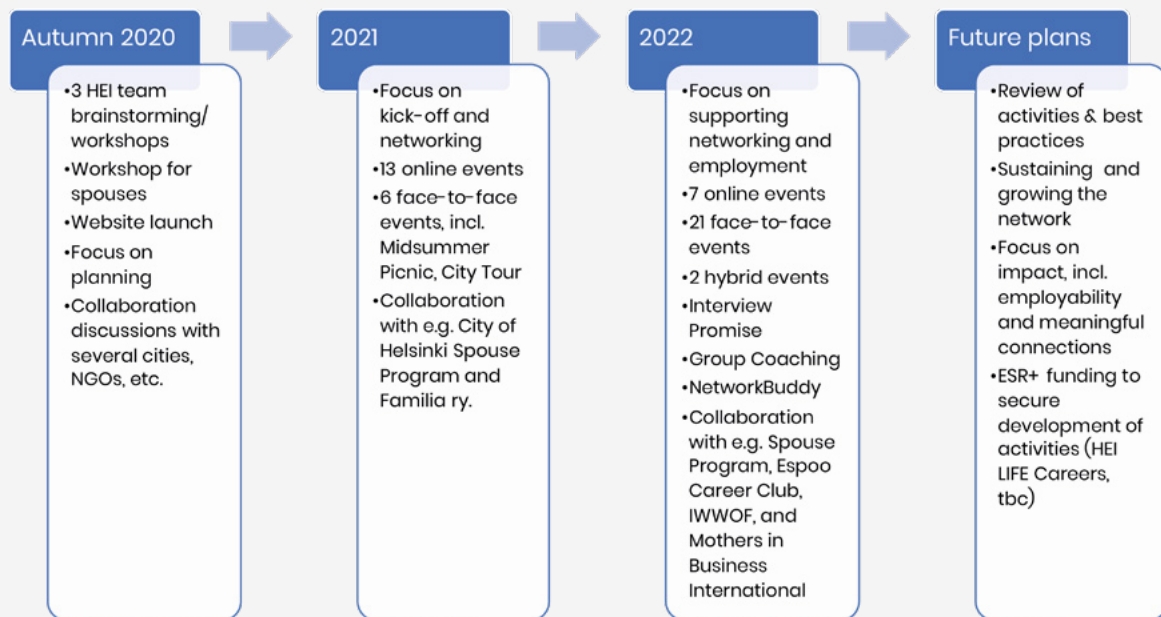 Autumn 2020
•3 HEI team
brainstorming/
workshops
•Workshop for
spouses
•Website launch
•Focus on
planning
•Collaboration
discussions with
several cities,
NGOs, etc.
2021
•Focus on
kick-off and
networking
•13 online events
•6 face-to-face
events, incl.
Midsummer
Picnic, City Tour
•Collaboration
with e.g. City of
Helsinki Spouse
Program and
Familia ry.
2022
•Focus on
supporting
networking and
employment
•7 online events
•21 face-to-face
events
•2 hybrid events
•Interview
Promise
•Group Coaching
•NetworkBuddy
•Collaboration
with e.g. Spouse
Program, Espoo
Career Club,
IWWOF, and
Mothers in
Business
International
Future plans
•Review of
activities & best
practices
•Sustaining and
growing the
network
•Focus on
impact, incl.
employability
and meaningful
connections
•ESR+ funding to
secure
development of
activities (HEI
LIFE Careers,
tbc)